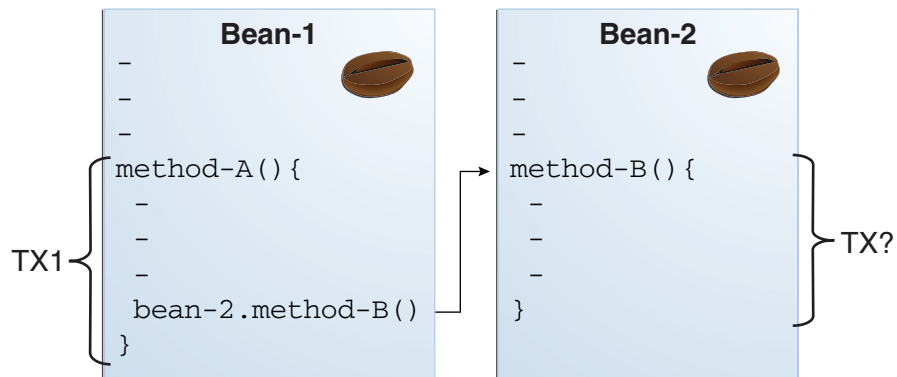 Bean-1
–
–
–
method-A(){
–
–
–
bean-2.method-B()
}
TX1
Bean-2
–
–
–
method-B(){
–
–
–
}
TX?